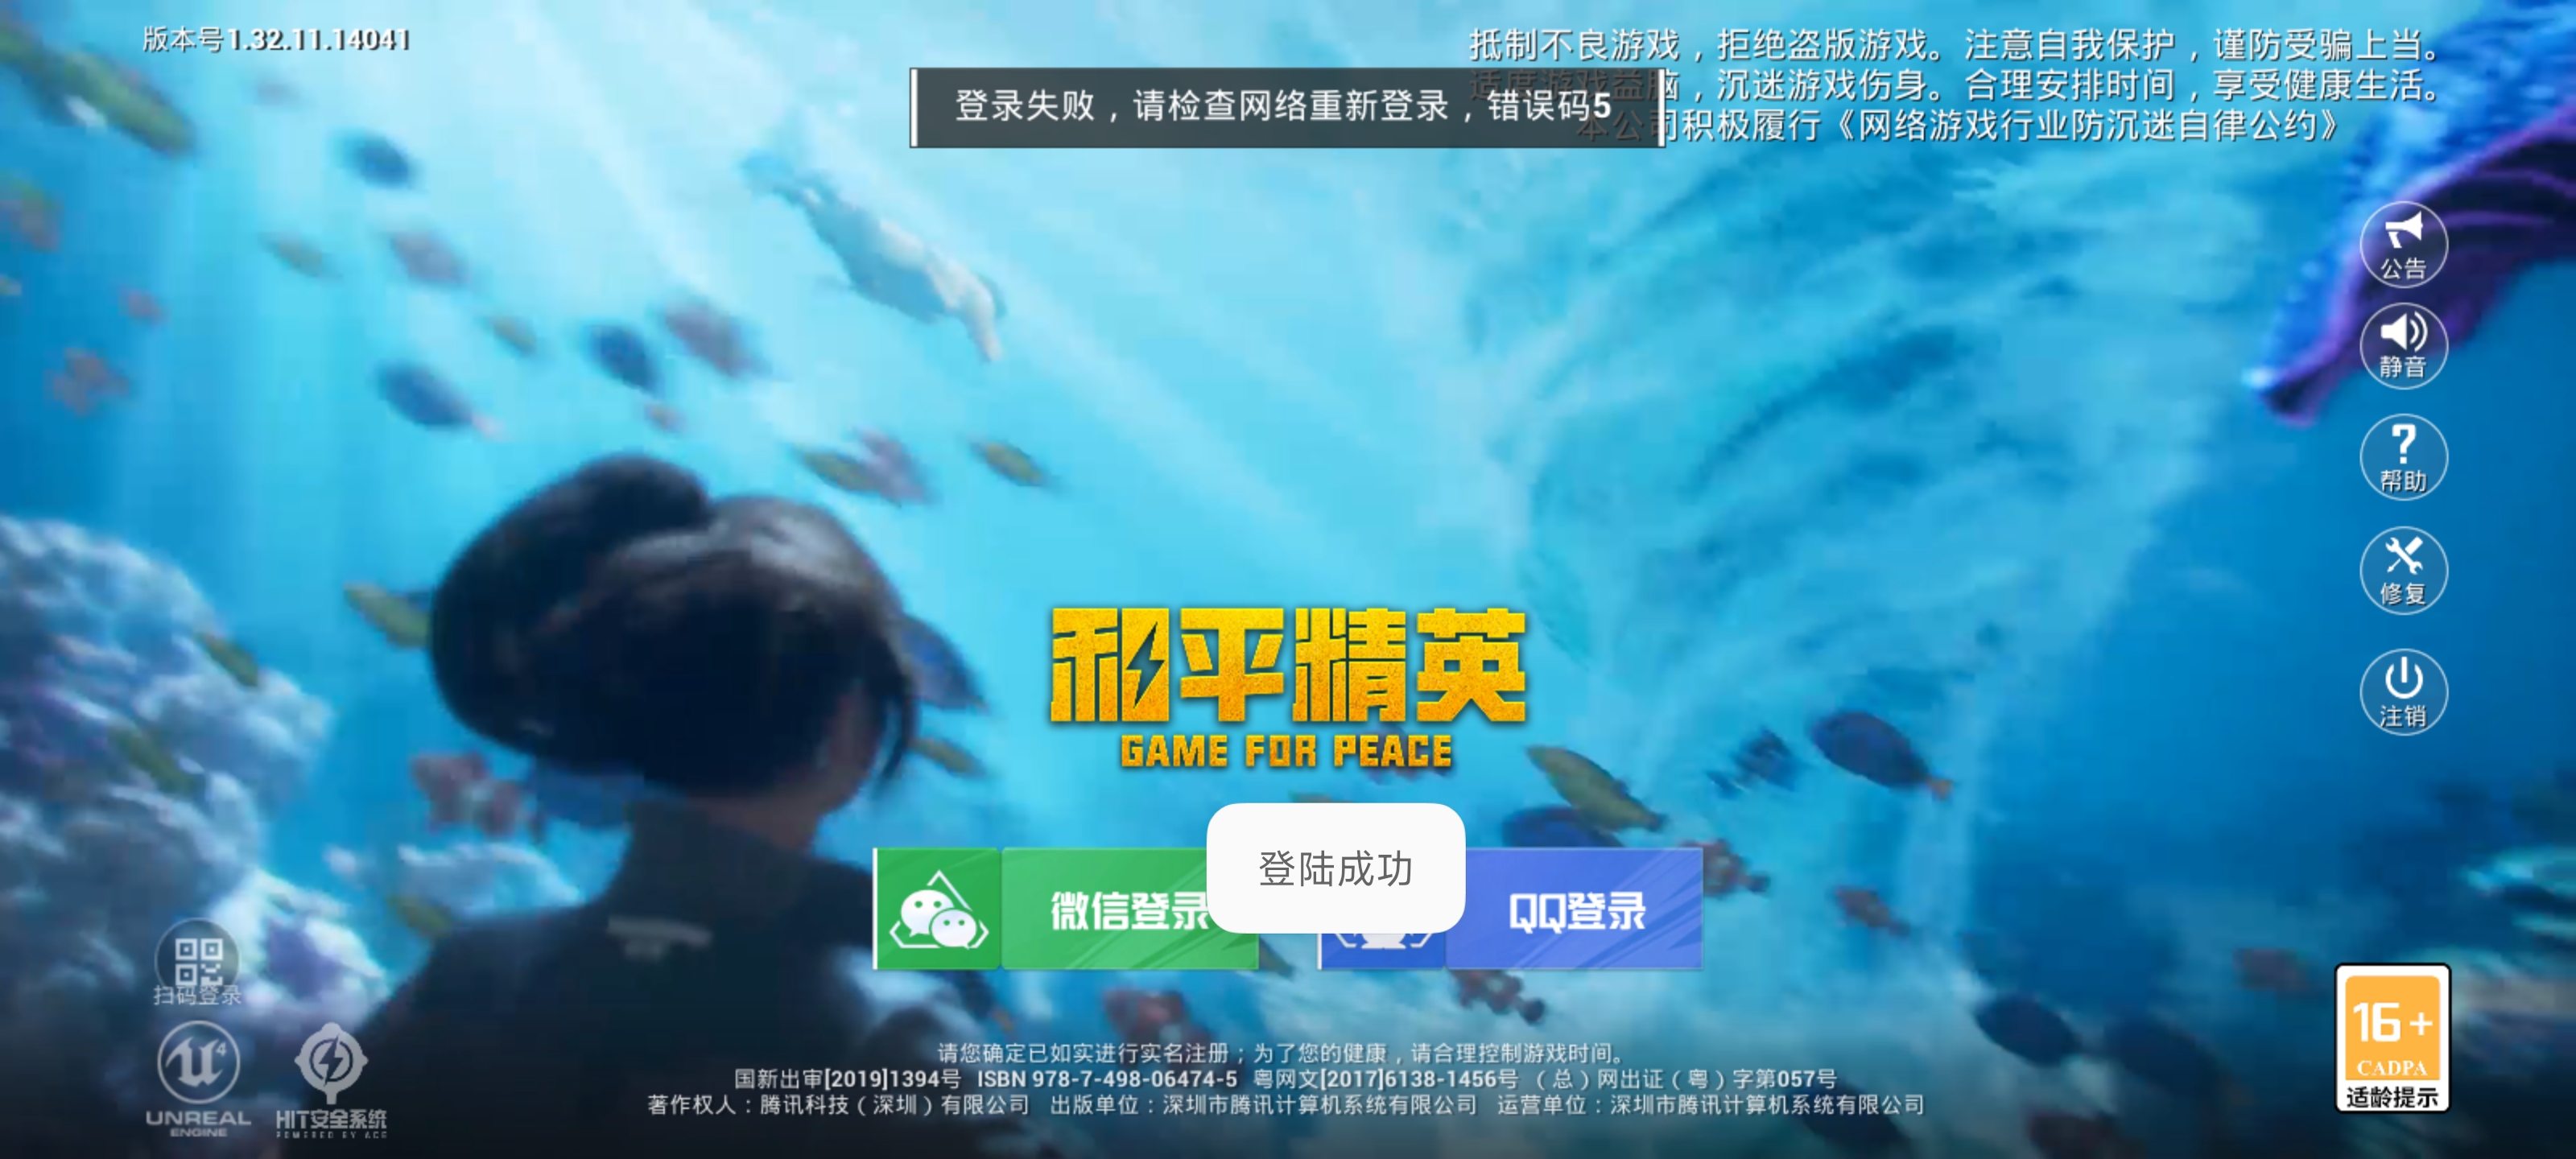 版本号1.32.11.14041
抵制不良游戏，拒绝盗版游戏。注意自我保护，谨防受骗上当。
适度游戏益脑，沉迷游戏伤身。合理安排时间，享受健康生活。
本公司积极履行《网络游戏行业防沉迷自律公约》
登录失败，请检查网络重新登录，错误码5
公告
静音
帮助
修复
注销
和平精英
GAME FOR PEACE
登陆成功
微信登录
QQ登录
扫码登录
UNREAL
ENGINE
HIT安全系统
POWERED BY ACE
请您确定已如实进行实名注册；为了您的健康，请合理控制游戏时间。
国新出审[2019]1394号 ISBN 978-7-498-06474-5 粤网文[2017]6138-1456号 （总）网出证（粤）字第057号
著作权人：腾讯科技（深圳）有限公司 出版单位：深圳市腾讯计算机系统有限公司 运营单位：深圳市腾讯计算机系统有限公司
16+
CADPA
适龄提示